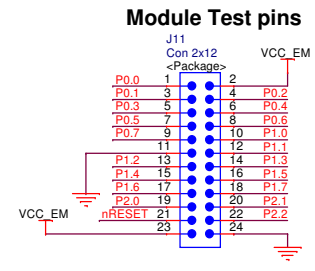 Module Test pins
J11
Con 2x12
<Package>
VCC_EM
P0.0 1 2
P0.1 3 4 P0.2
P0.3 5 6 P0.4
P0.5 7 8 P0.6
P0.7 9 10 P1.0
11 12 P1.1
P1.2 13 14 P1.3
P1.4 15 16 P1.5
P1.6 17 18 P1.7
P2.0 19 20 P2.1
VCC_EM nRESET 21 22 P2.2
23 24